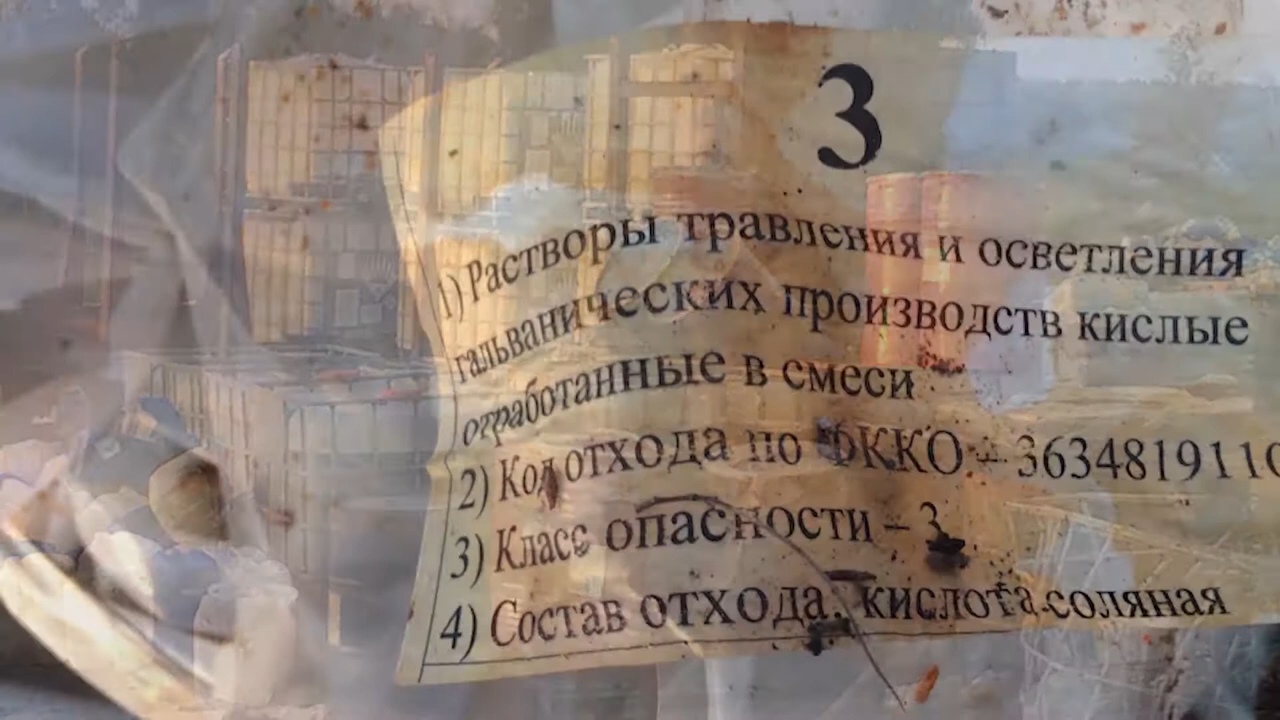 3
1) Растворы травления и осветления
гальванических производств кислые
отработанные в смеси
2) Код отхода по ФККО – 3634819110
3) Класс опасности – 3
4) Состав отхода: кислота соляная